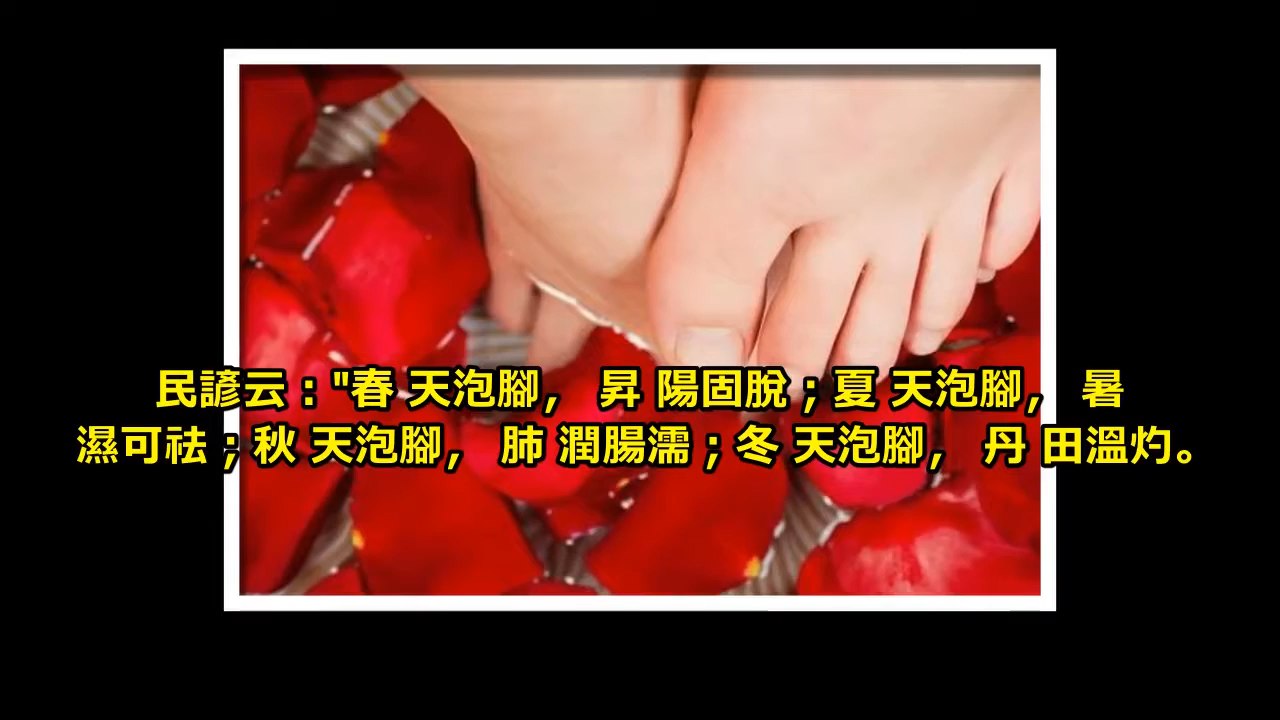 民諺云："春 天泡腳， 昇 陽固脫；夏 天泡腳， 暑
濕可祛；秋 天泡腳， 肺 潤腸濡；冬 天泡腳， 丹 田溫灼。